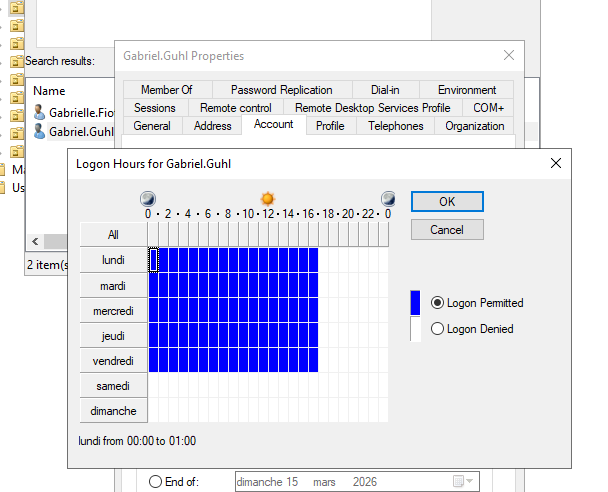 Search results:
Name
Gabrielle.Fio
Gabriel.Guhl
2 item(s
Gabriel.Guhl Properties
Member Of Password Replication Dial-in Environment
Sessions Remote control Remote Desktop Services Profile COM+
General Address Account Profile Telephones Organization
Logon Hours for Gabriel.Guhl
0 · 2 · 4 · 6 · 8 · 10 · 12 · 14 · 16 · 18 · 20 · 22 · 0
All
lundi
mardi
mercredi
jeudi
vendredi
samedi
dimanche
OK
Cancel
Logon Permitted
Logon Denied
lundi from 00:00 to 01:00
End of: dimanche 15 mars 2026